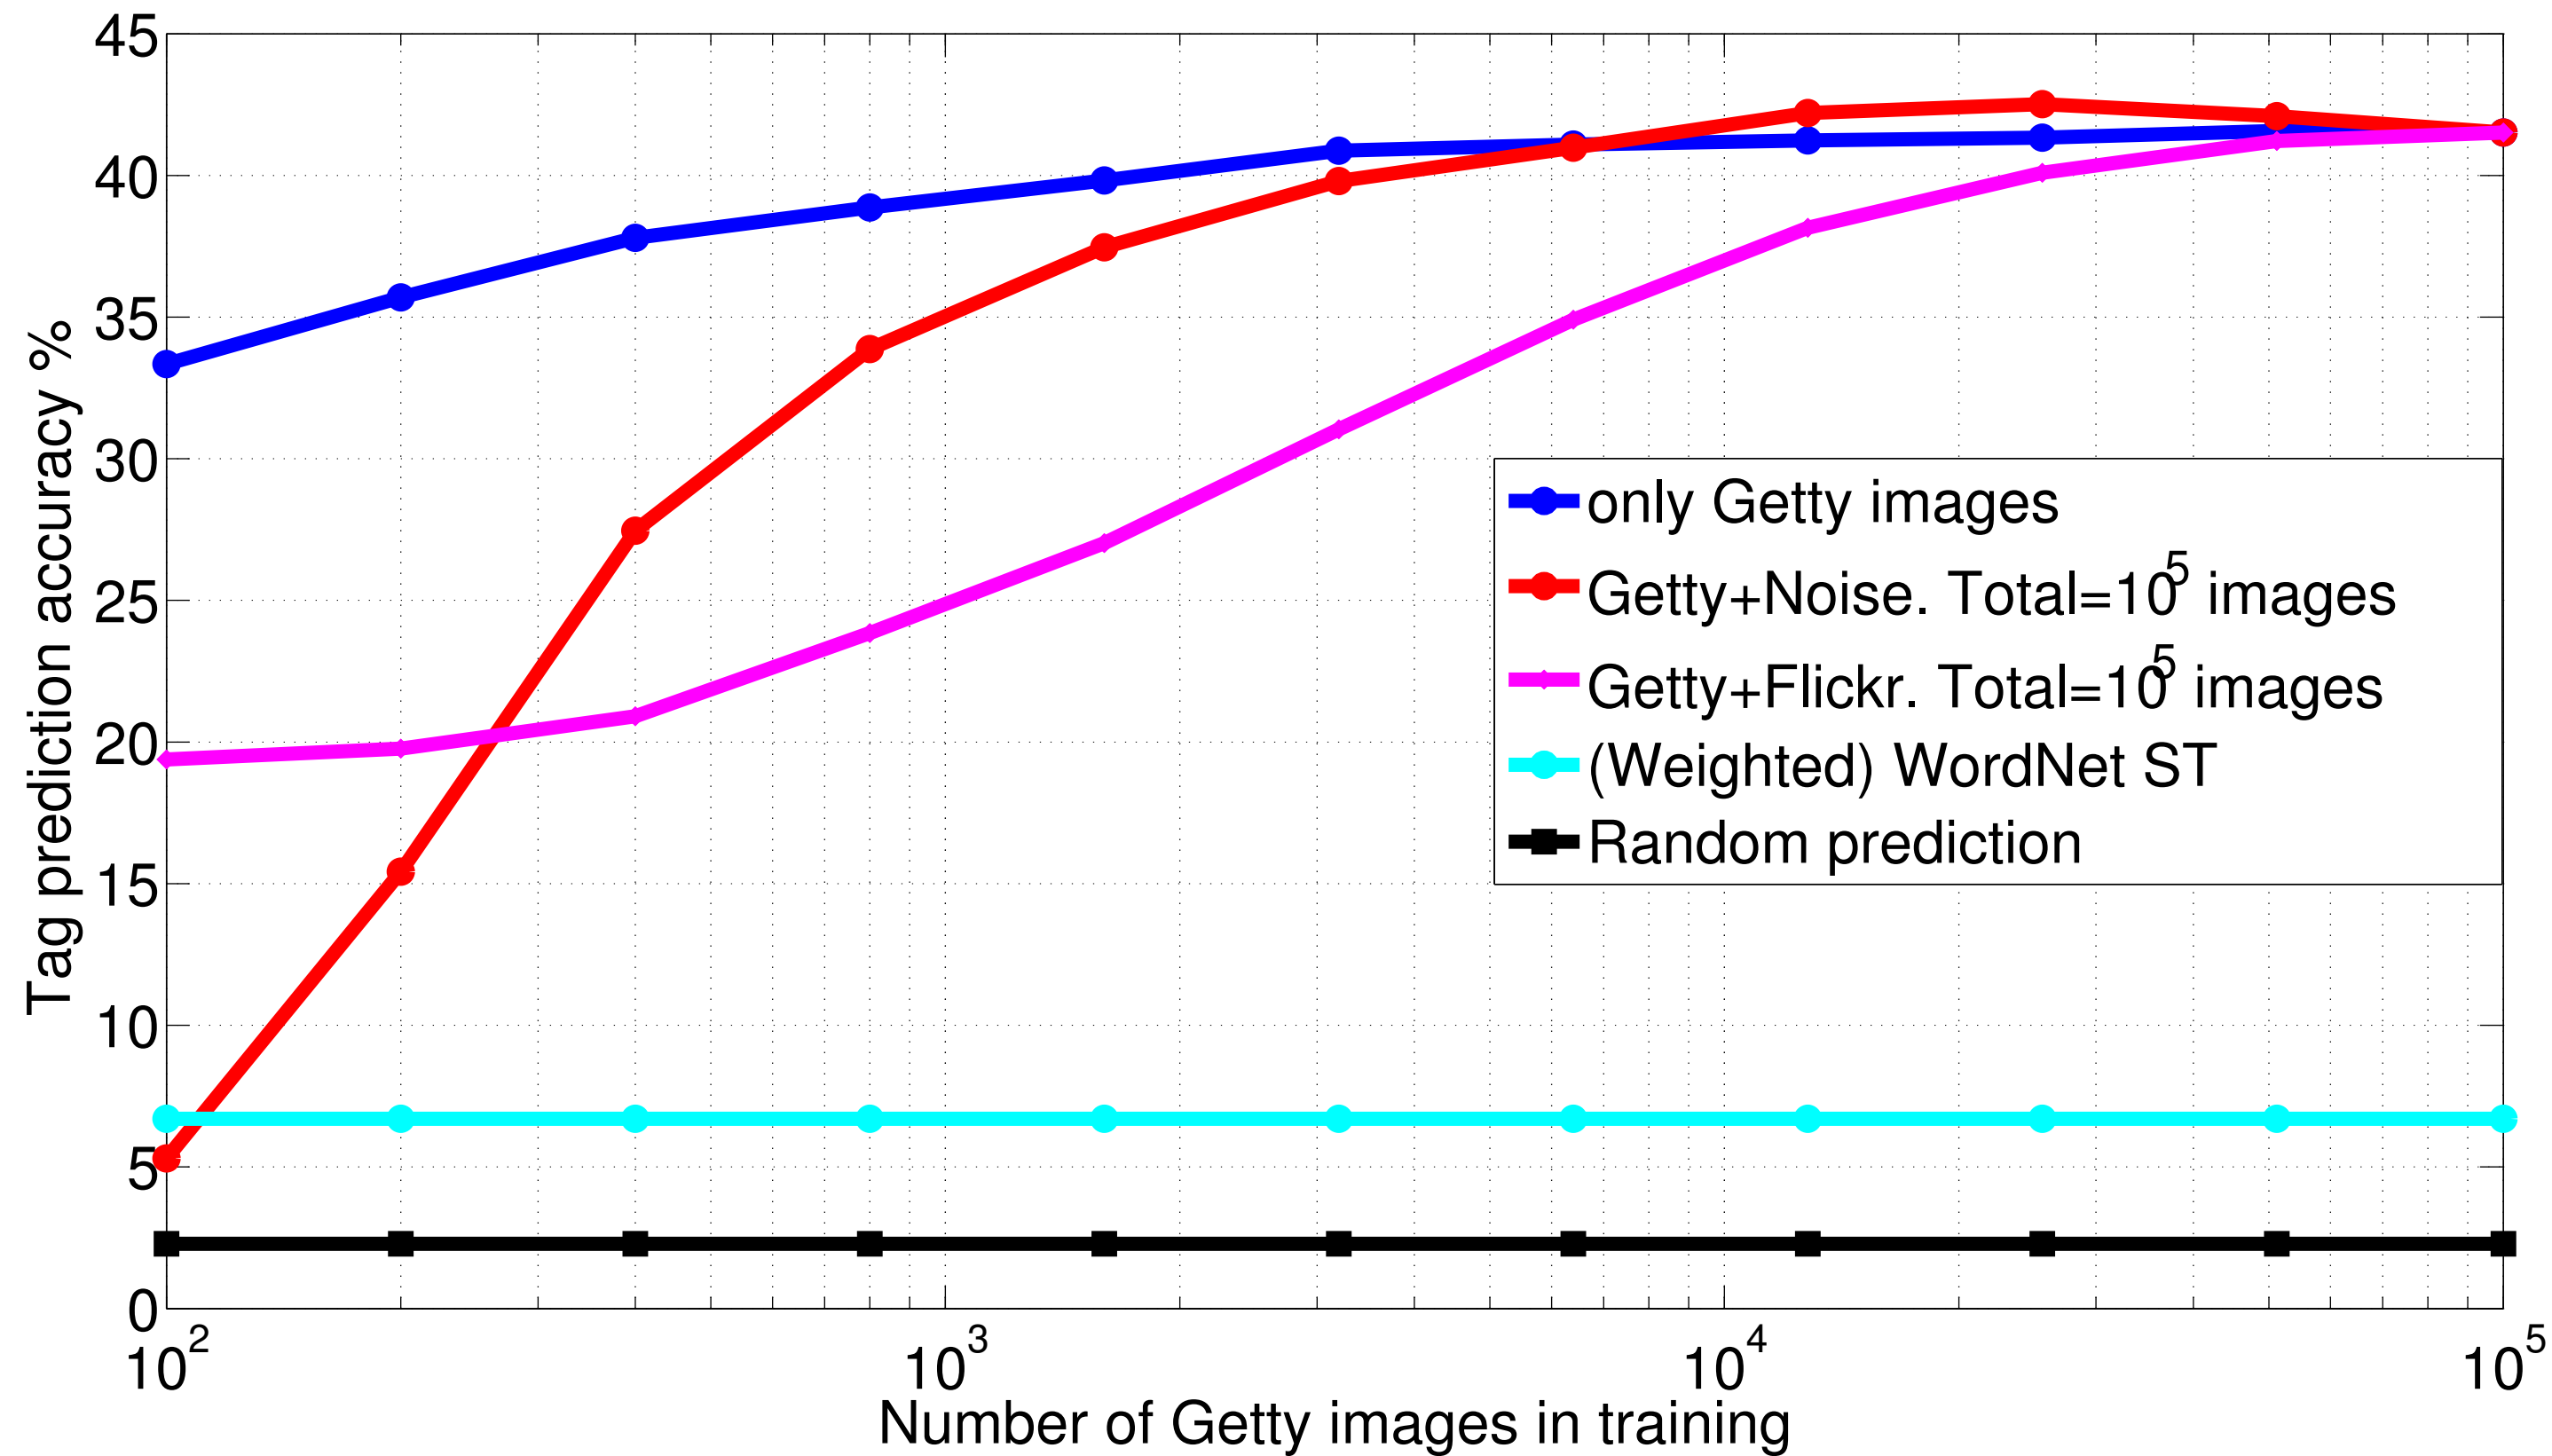 45
40
35
30
25
20
15
10
5
0
Tag prediction accuracy %
only Getty images
Getty+Noise. Total=10^5 images
Getty+Flickr. Total=10^5 images
(Weighted) WordNet ST
Random prediction
10^2 10^3 10^4 10^5
Number of Getty images in training